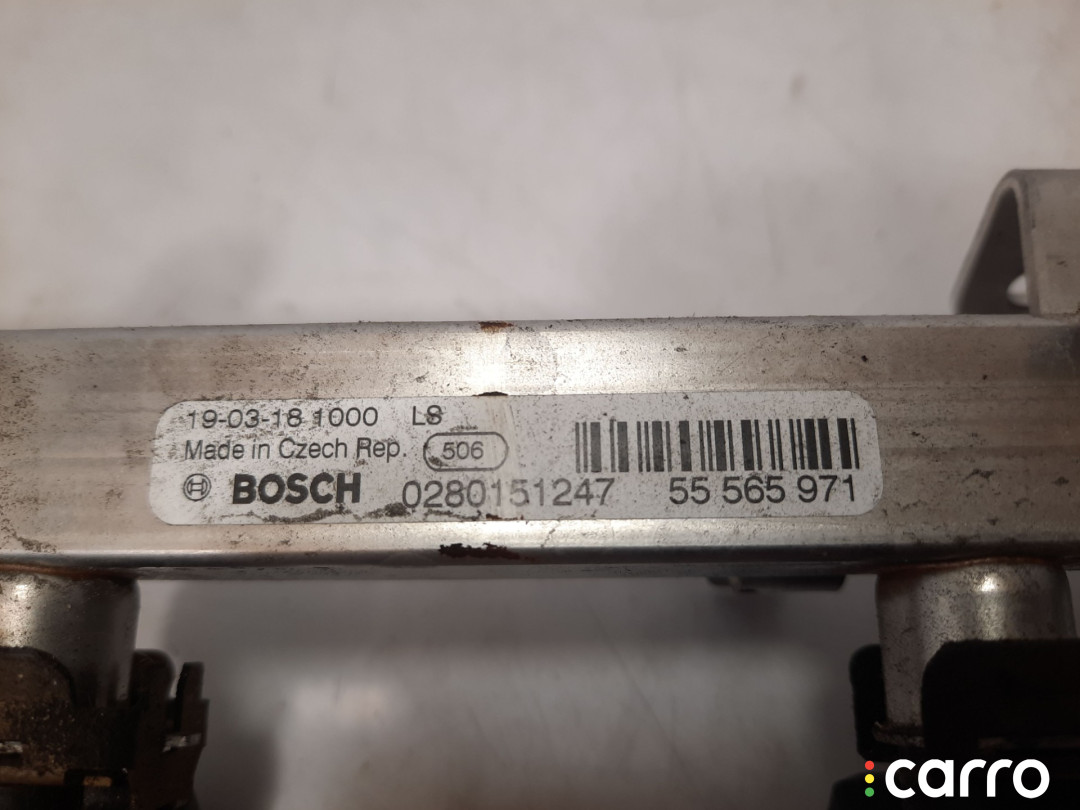 19-03-18 1000 LS
Made in Czech Rep. 506
BOSCH 0280151247 55 565 971
carro